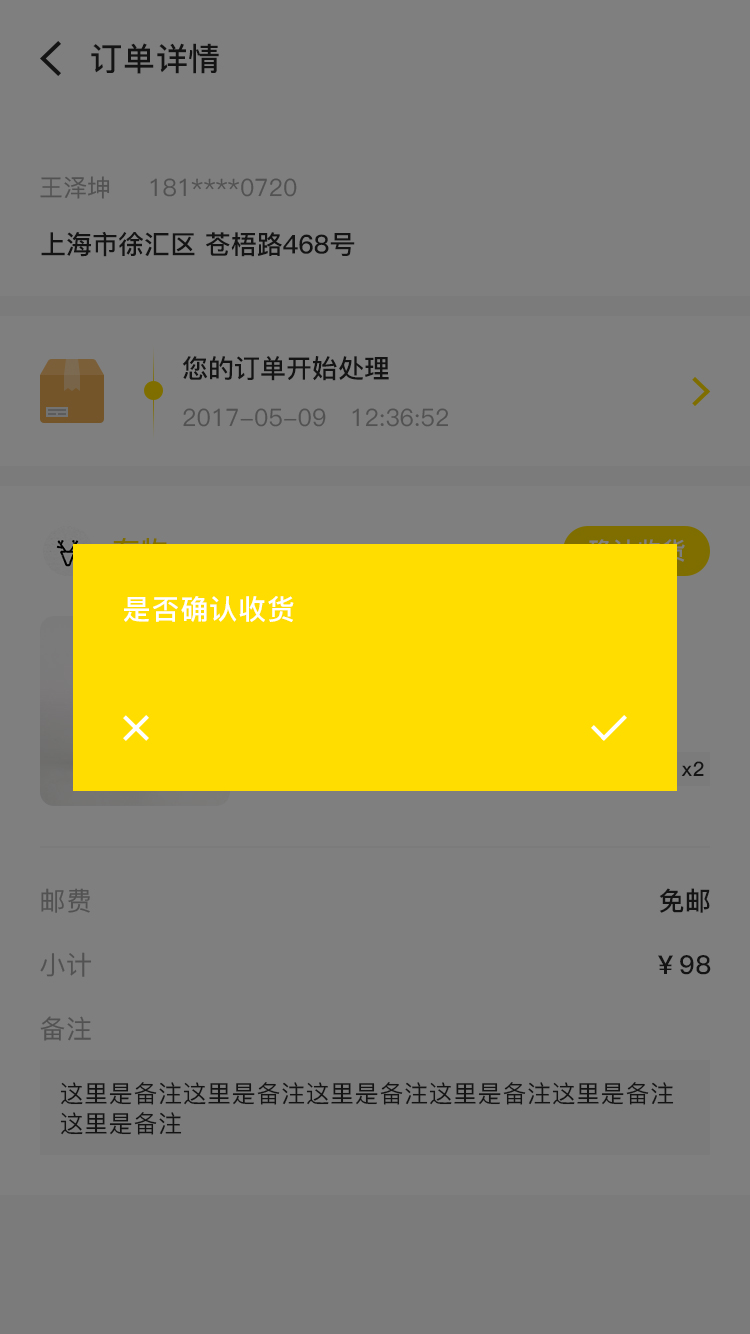 订单详情
王泽坤 181****0720
上海市徐汇区 苍梧路468号
您的订单开始处理
2017-05-09 12:36:52
确认收货
是否确认收货
x2
邮费 免邮
小计 ¥98
备注
这里是备注这里是备注这里是备注这里是备注这里是备注
这里是备注